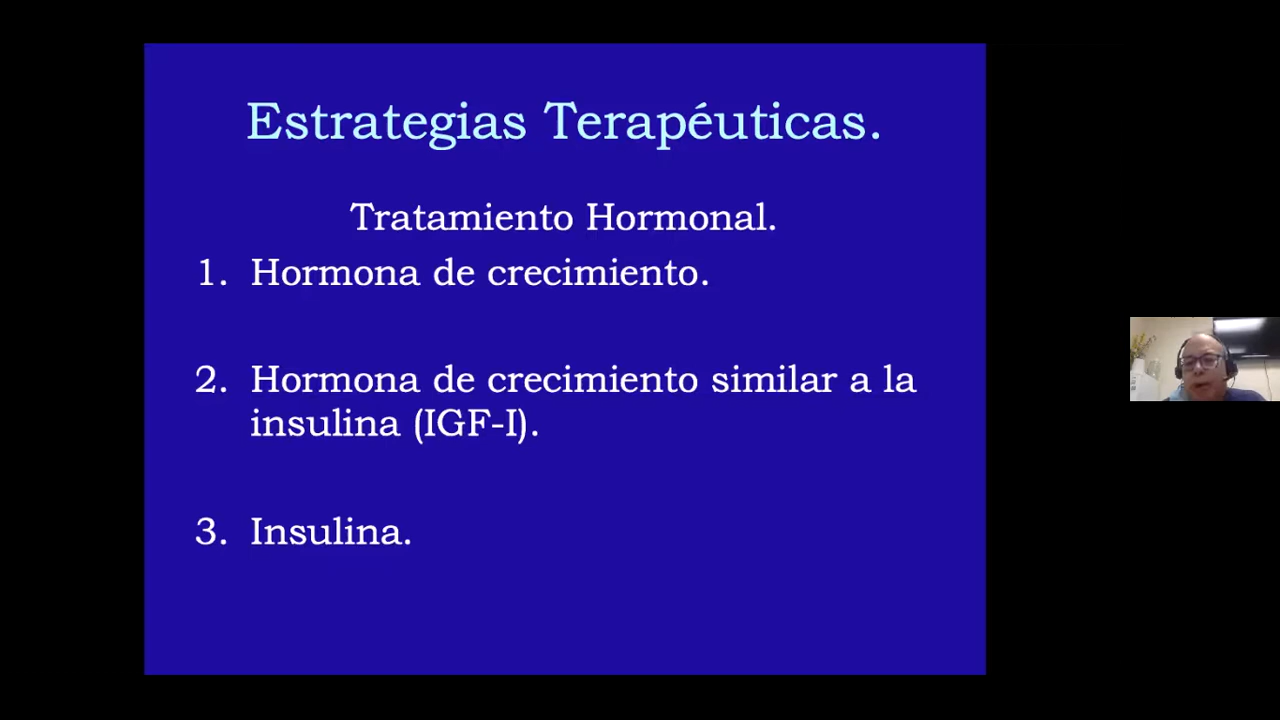 Estrategias Terapéuticas.
Tratamiento Hormonal.
1. Hormona de crecimiento.
2. Hormona de crecimiento similar a la
insulina (IGF-I).
3. Insulina.